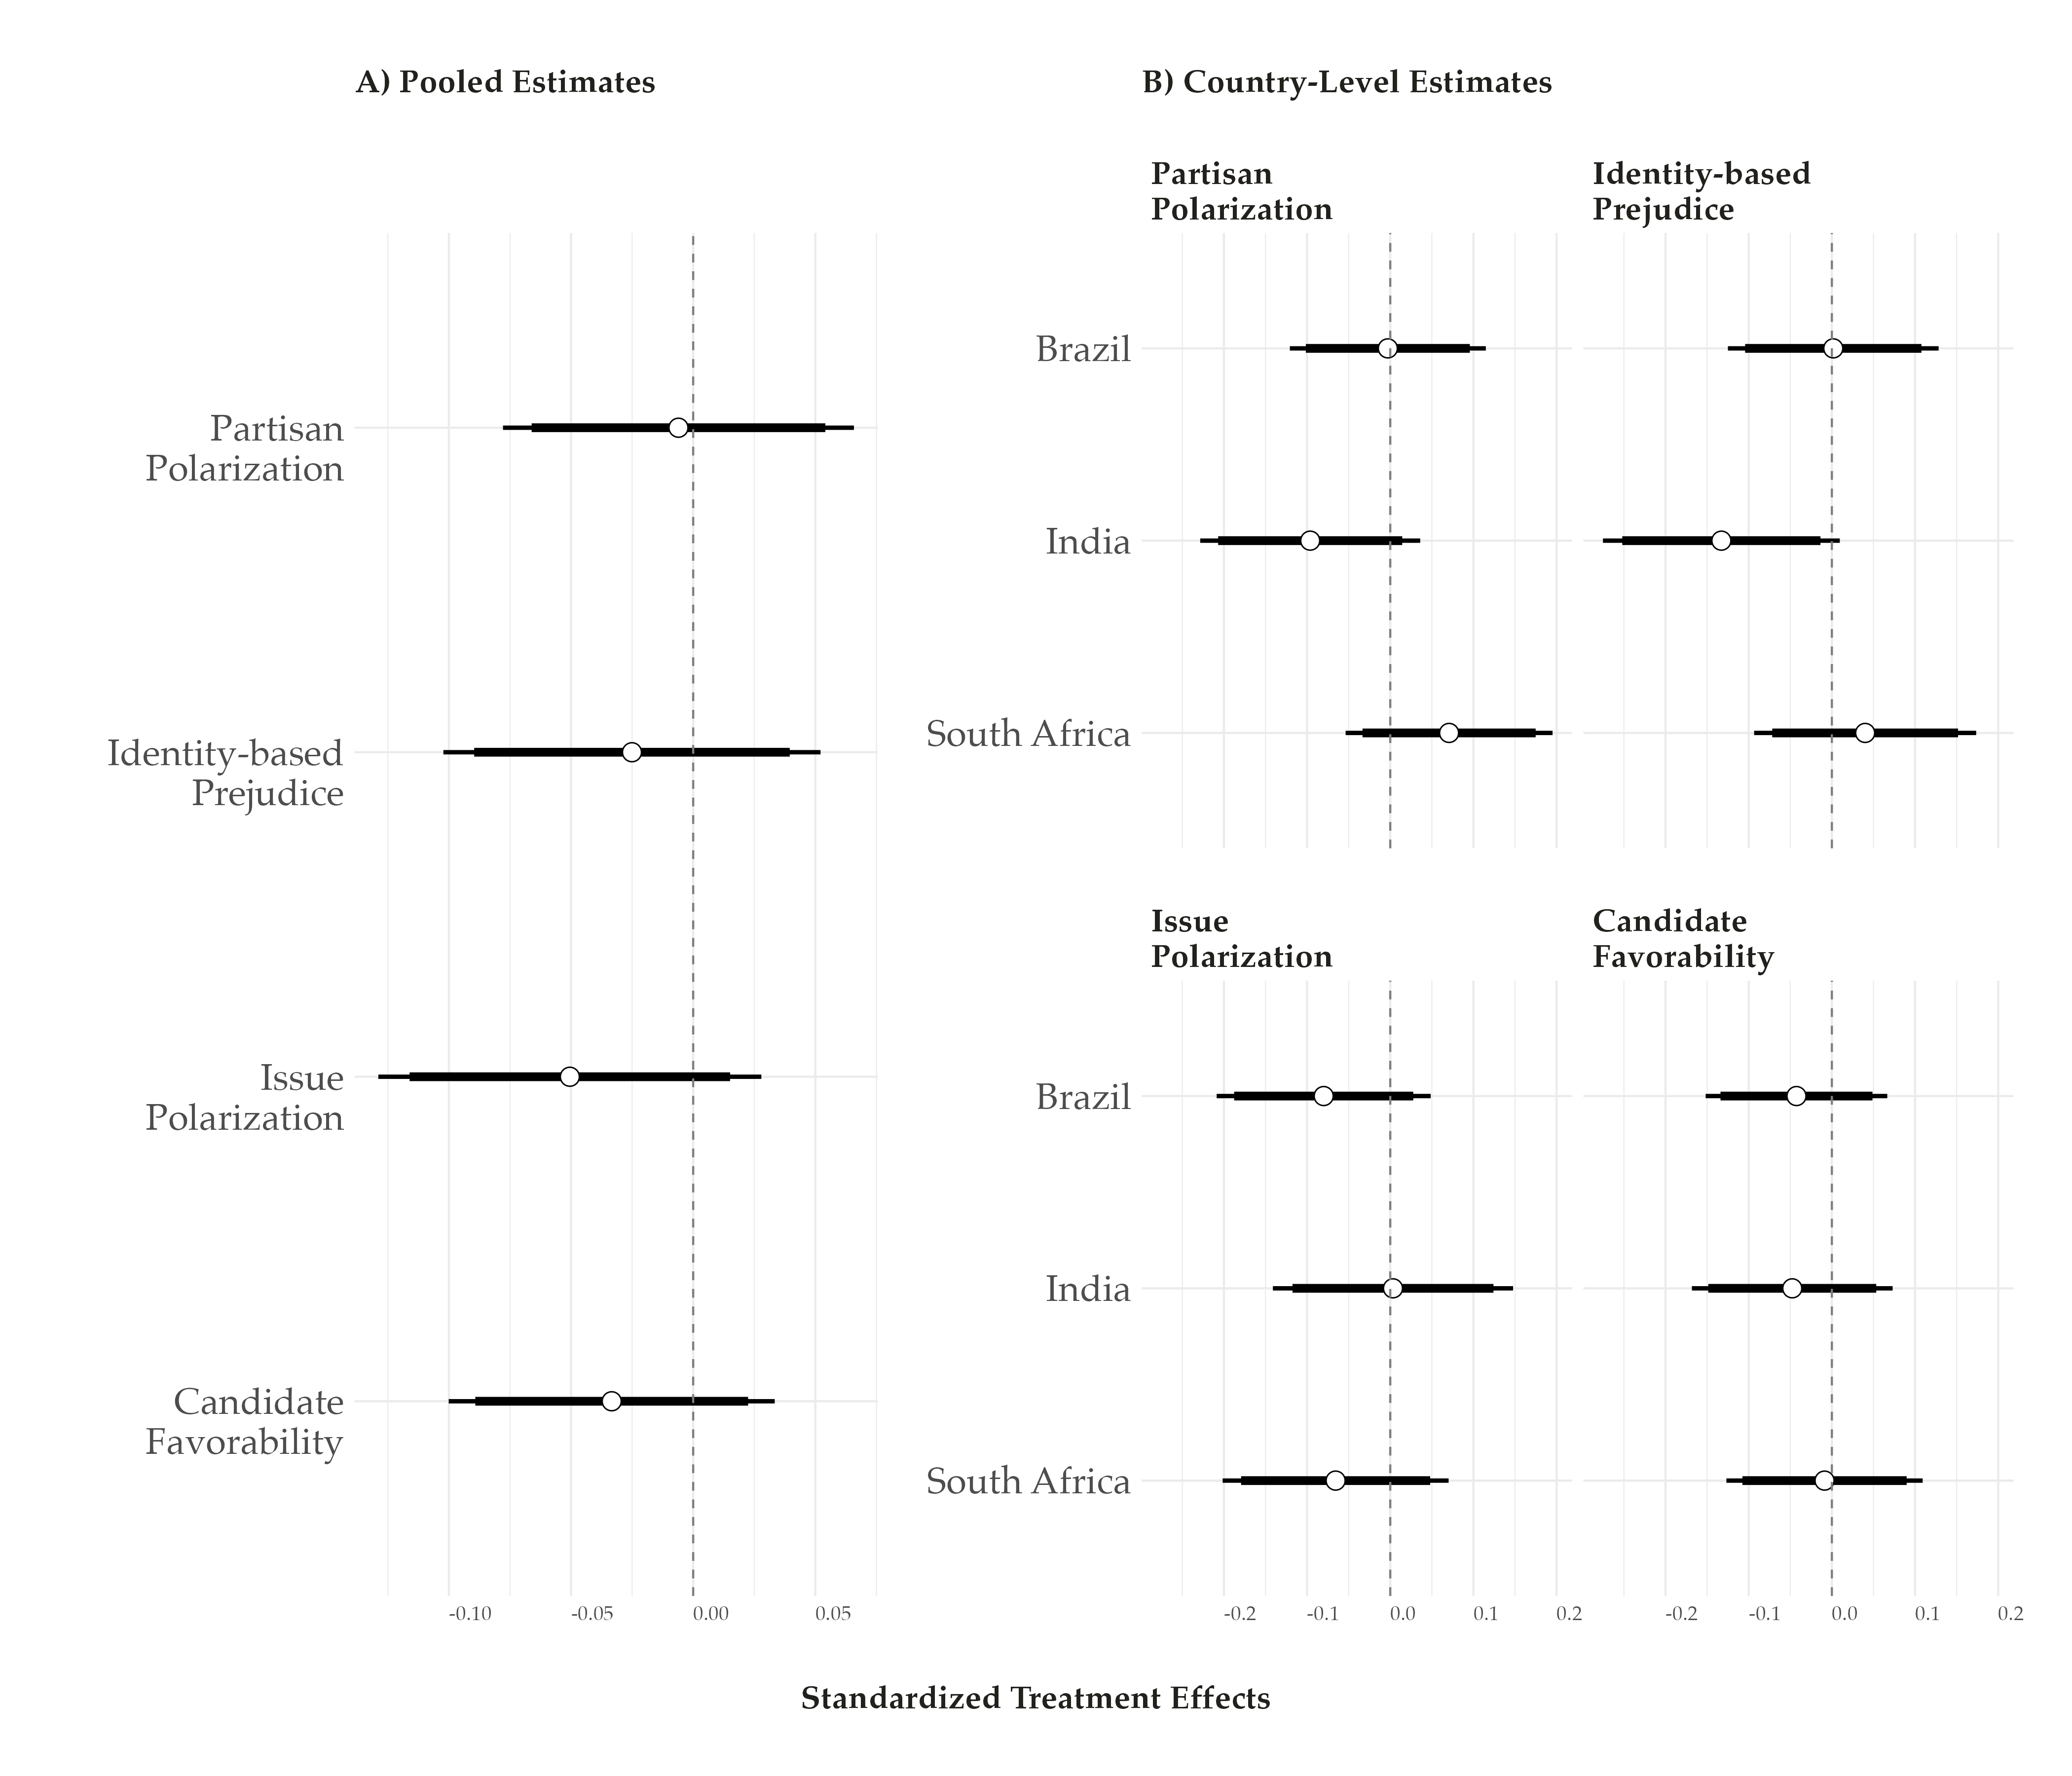 A) Pooled Estimates
Partisan
Polarization
Identity-based
Prejudice
Issue
Polarization
Candidate
Favorability
-0.10 -0.05 0.00 0.05
B) Country-Level Estimates
Partisan
Polarization
Identity-based
Prejudice
Brazil
India
South Africa
Issue
Polarization
Candidate
Favorability
Brazil
India
South Africa
-0.2 -0.1 0.0 0.1 0.2
-0.2 -0.1 0.0 0.1 0.2
Standardized Treatment Effects